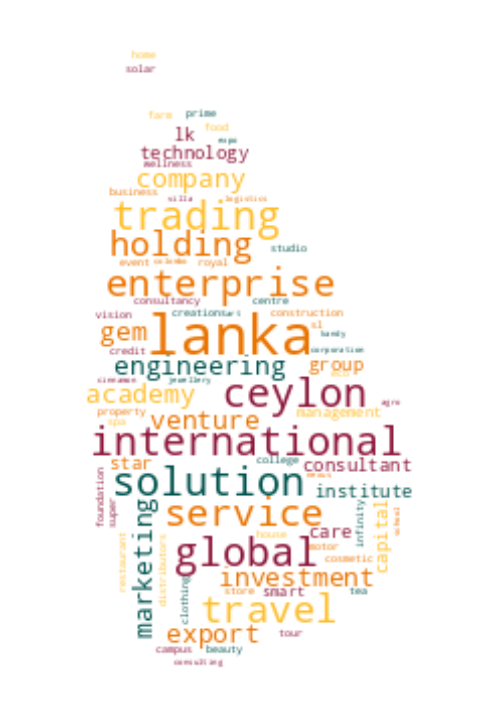 home
solar
farm prime
lk food
expo
technology
wellness
company
business villa logistics
trading
holding studio
event colombo royal
enterprise
consultancy centre
vision creations construction
lanka sl
gem kandy
credit corporation
engineering group
cinnamon jewellery
academy ceylon agro
property management
spa venture
international
star college consultant
solution institute
foundation
super
marketing
service
infinity
capital
school
restaurant
distributors
house care
global motor
cosmetic
investment
clothing
store smart tea
travel
export tour
campus beauty
consulting